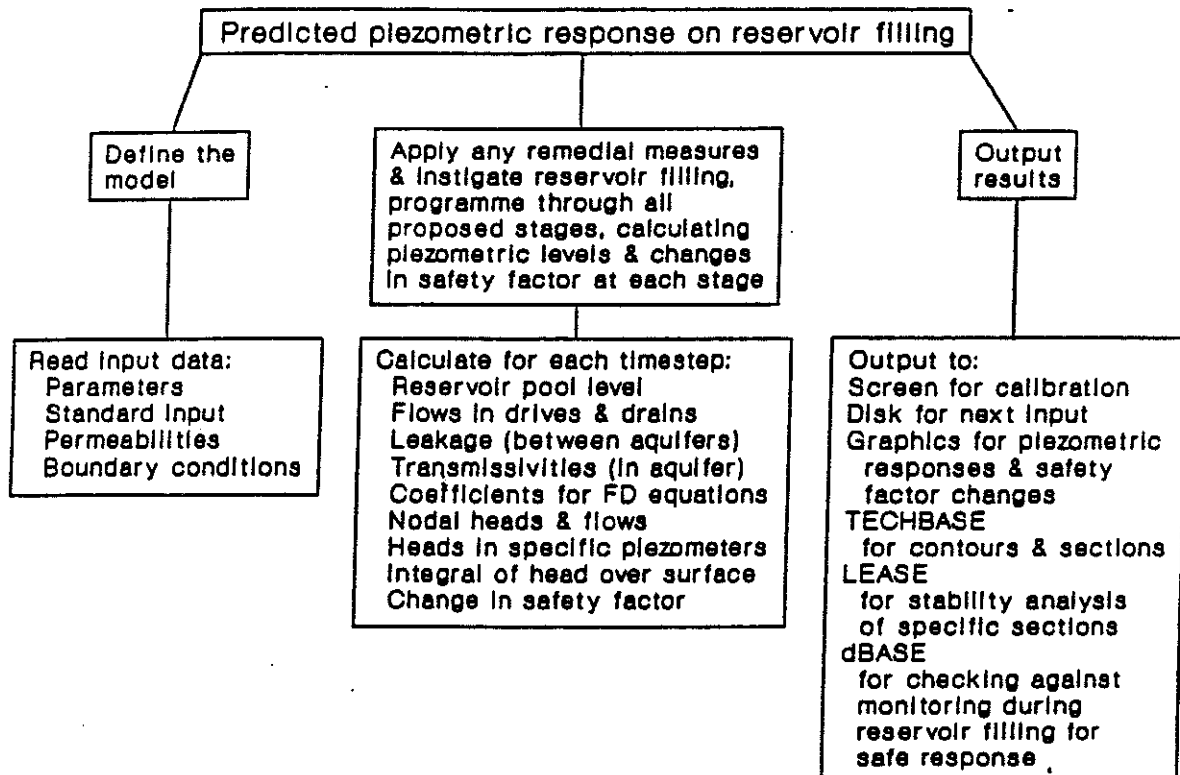 Predicted piezometric response on reservoir filling
Define the
model
Apply any remedial measures
& instigate reservoir filling,
programme through all
proposed stages, calculating
piezometric levels & changes
in safety factor at each stage
Output
results
Read input data:
Parameters
Standard input
Permeabilities
Boundary conditions
Calculate for each timestep:
Reservoir pool level
Flows in drives & drains
Leakage (between aquifers)
Transmissivities (in aquifer)
Coefficients for FD equations
Nodal heads & flows
Heads in specific piezometers
Integral of head over surface
Change in safety factor
Output to:
Screen for calibration
Disk for next input
Graphics for piezometric
responses & safety
factor changes
TECHBASE
for contours & sections
LEASE
for stability analysis
of specific sections
dBASE
for checking against
monitoring during
reservoir filling for
safe response